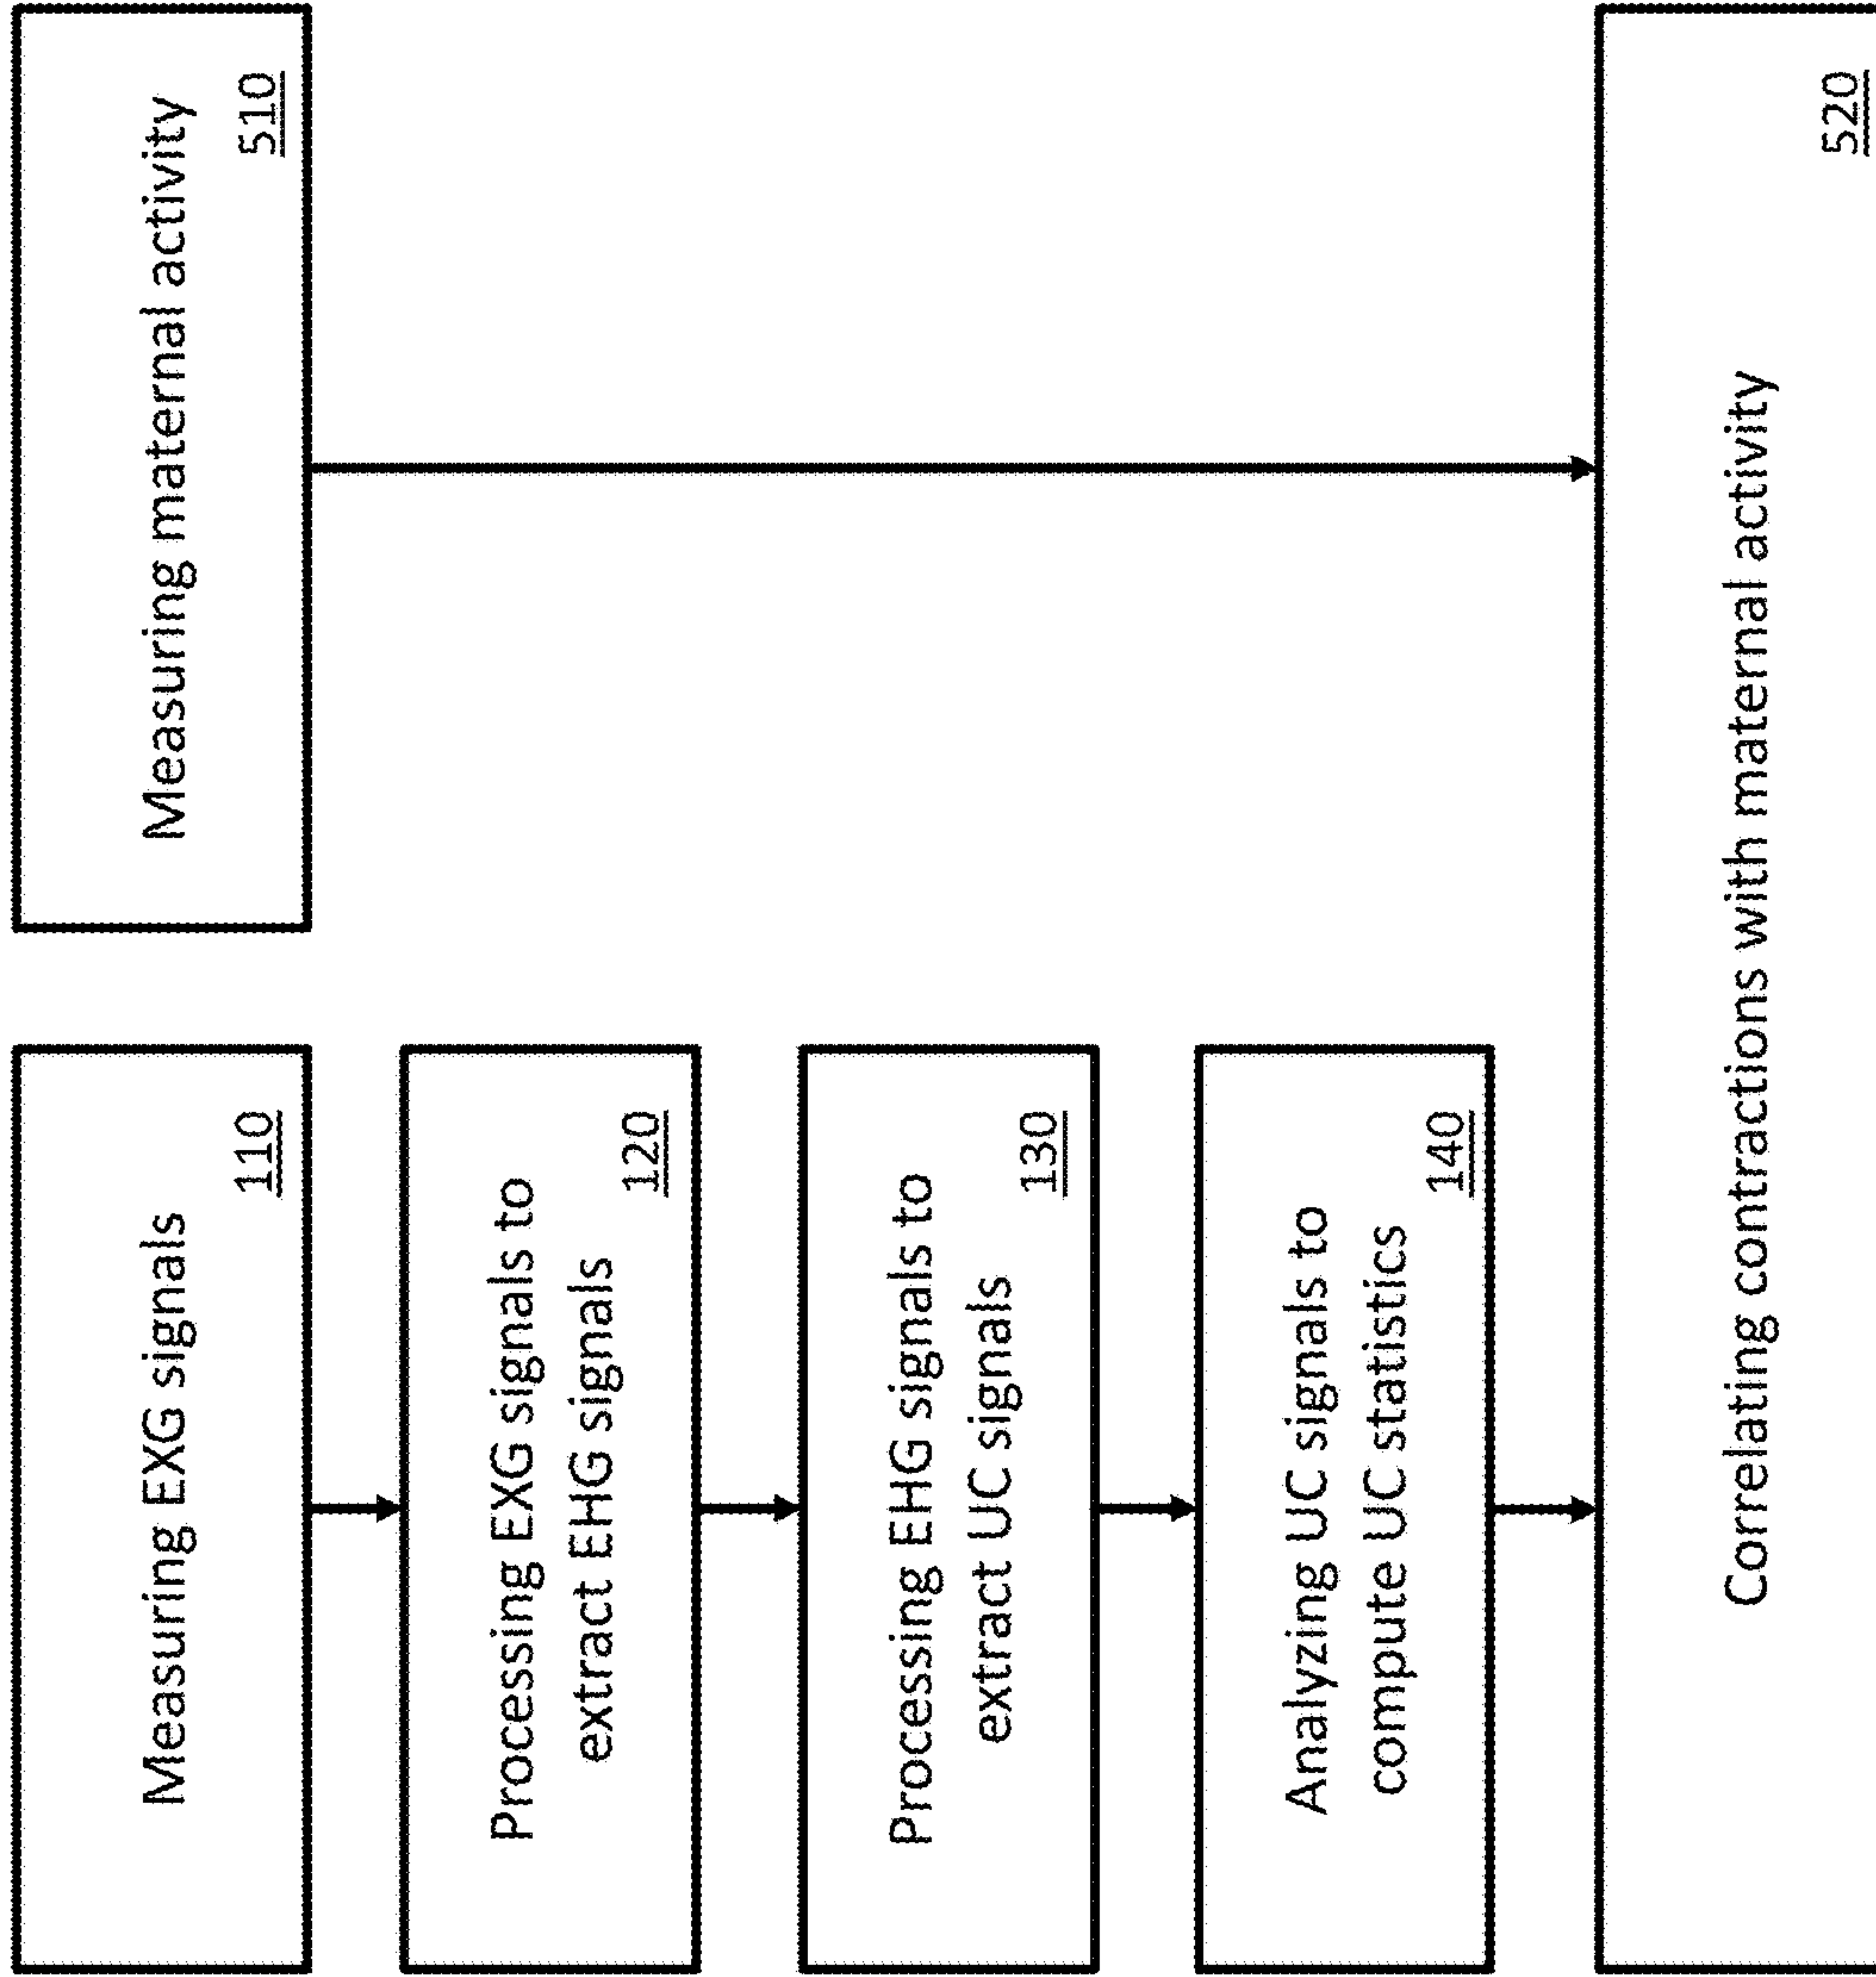 Measuring EXG signals
110
Processing EXG signals to
extract EHG signals
120
Processing EHG signals to
extract UC signals
130
Analyzing UC signals to
compute UC statistics
140
Measuring maternal activity
510
Correlating contractions with maternal activity
520